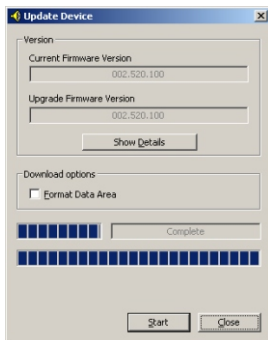 Update Device
Version
Current Firmware Version
002.520.100
Upgrade Firmware Version
002.520.100
Show Details
Download options
Format Data Area
Complete
Start
Close